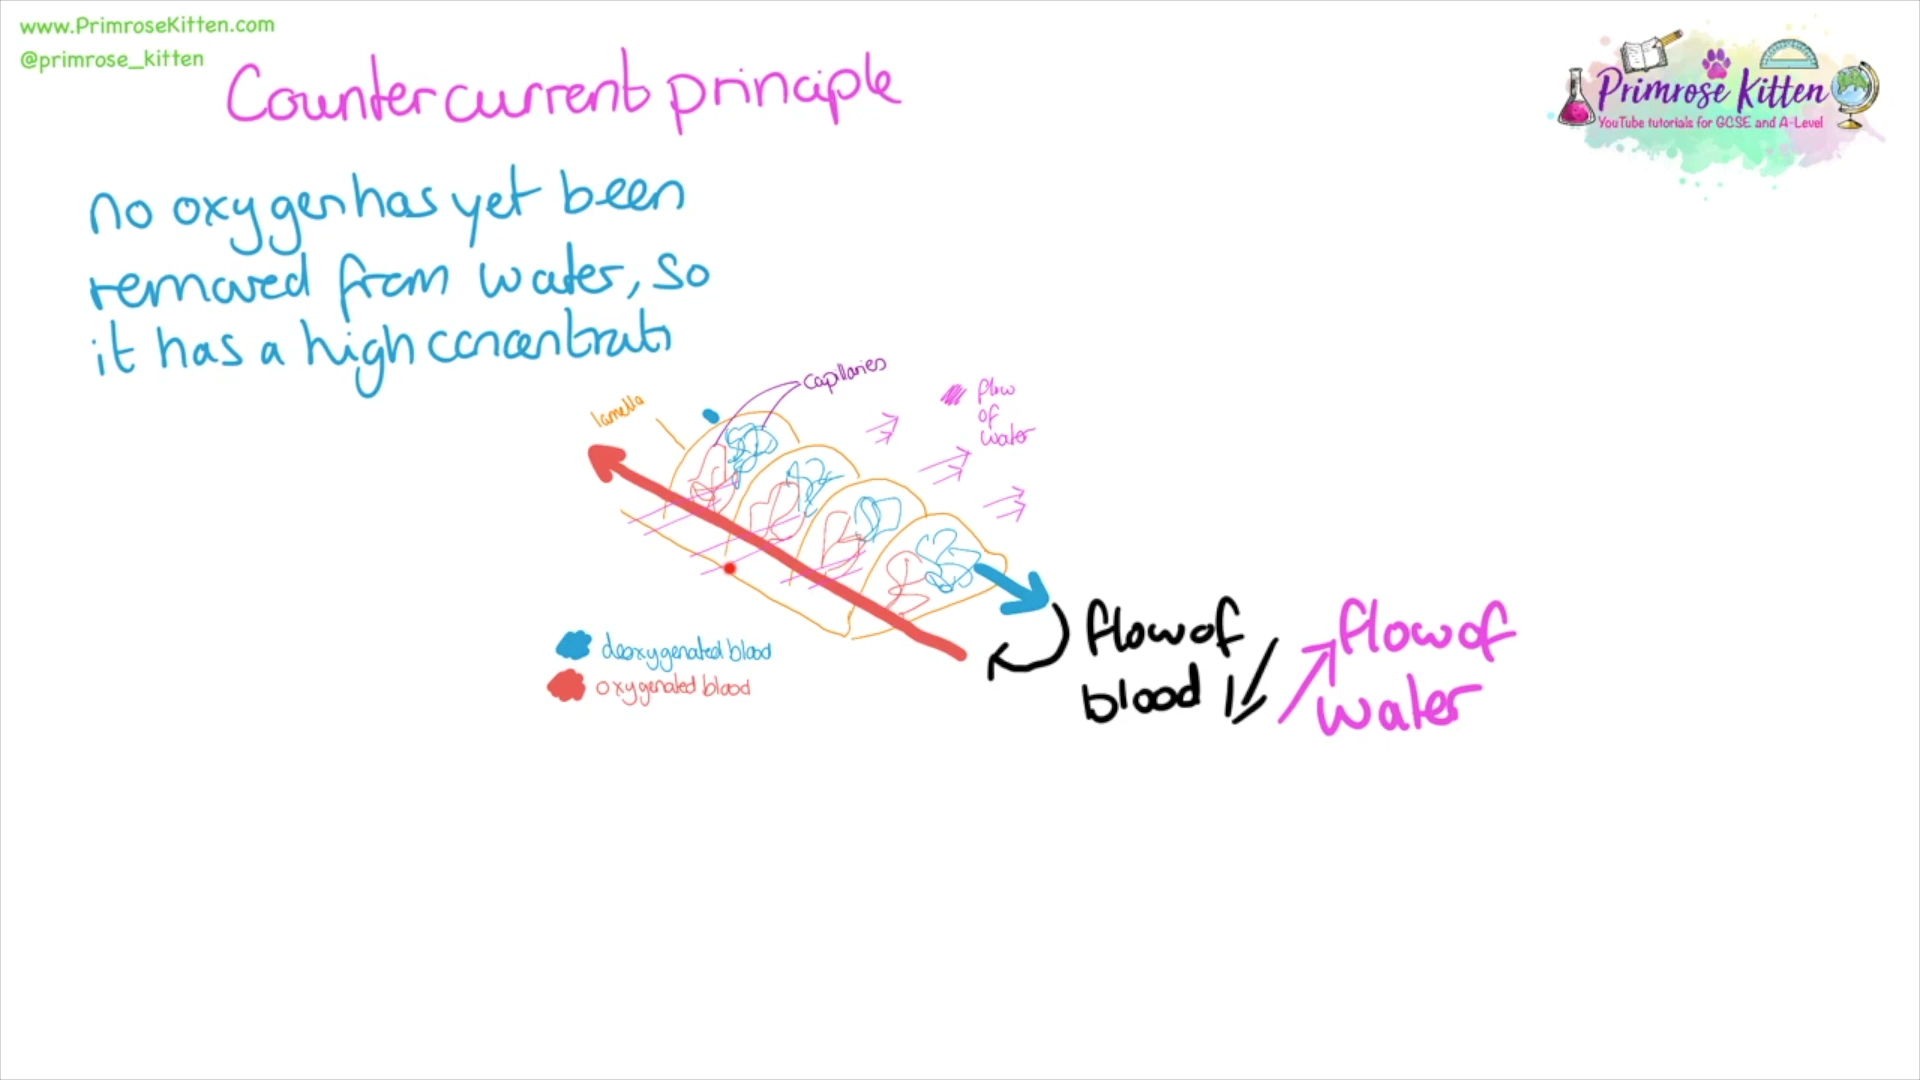 www.PrimroseKitten.com
@primrose_kitten
Countercurrent principle
Primrose Kitten
YouTube tutorials for GCSE and A-Level
no oxygen has yet been
removed from water, so
it has a high concentrati
capillaries
lamella
flow
of
water
deoxygenated blood
oxygenated blood
flow of
blood
flow of
water